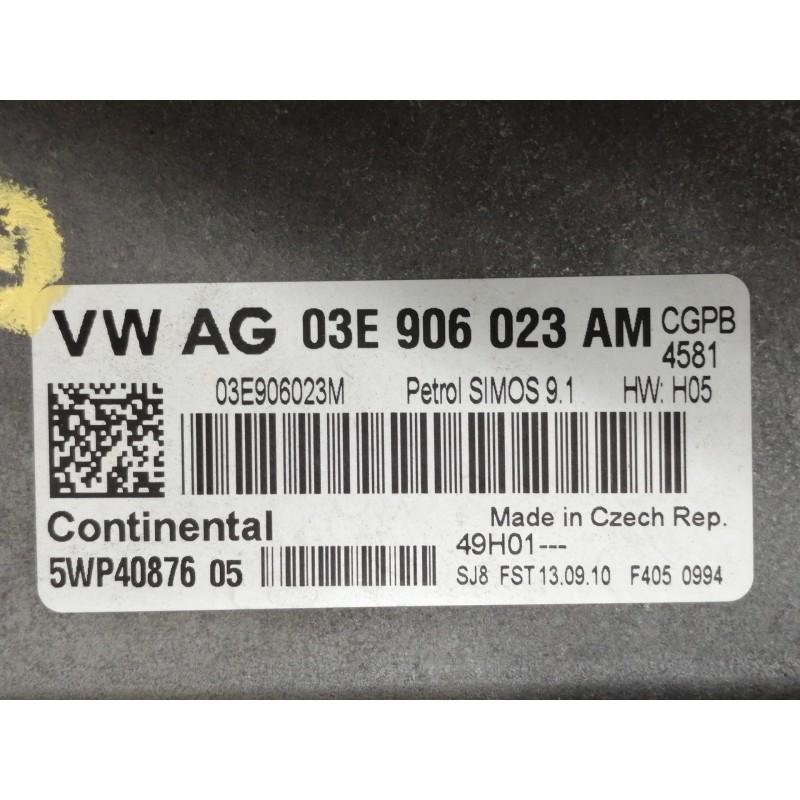 VW AG 03E 906 023 AM CGPB
4581
03E906023M Petrol SIMOS 9.1 HW: H05
Continental Made in Czech Rep.
49H01---
5WP40876 05 SJ8 FST 13.09.10 F405 0994